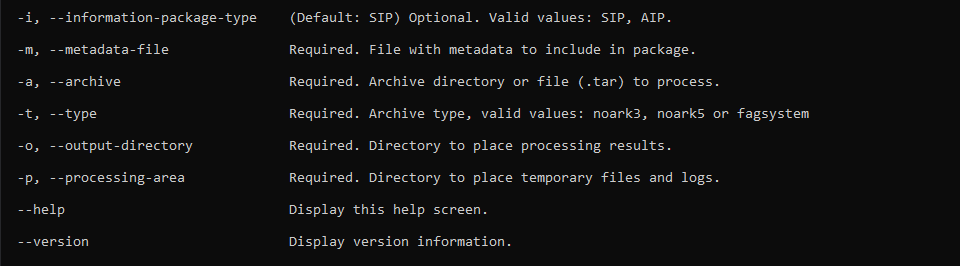 -i, --information-package-type    (Default: SIP) Optional. Valid values: SIP, AIP.
-m, --metadata-file               Required. File with metadata to include in package.
-a, --archive                     Required. Archive directory or file (.tar) to process.
-t, --type                        Required. Archive type, valid values: noark3, noark5 or fagsystem
-o, --output-directory            Required. Directory to place processing results.
-p, --processing-area             Required. Directory to place temporary files and logs.
--help                            Display this help screen.
--version                         Display version information.